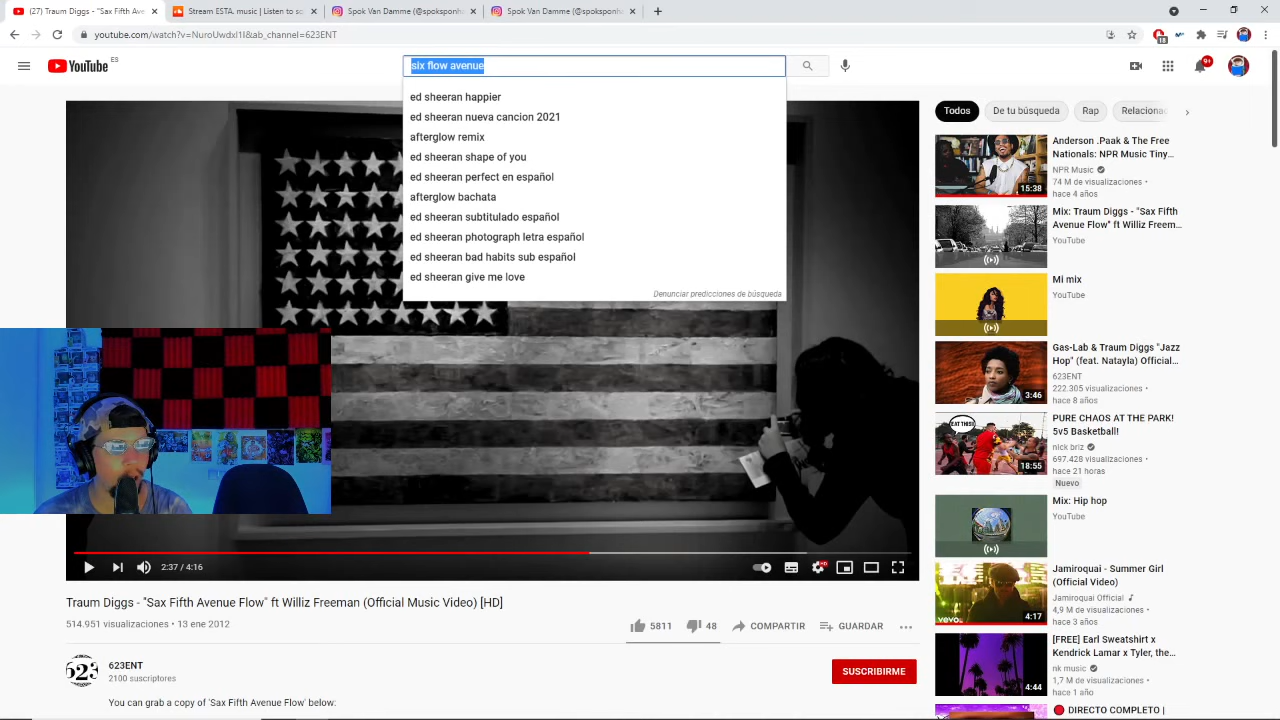 (27) Traum Diggs - "Sax Fifth Ave
Stream ESTA. music | Listen to so
Spok Van Damme (@spoksponha
Spok Van Damme (@spoksponha
youtube.com/watch?v=NuroUwdxl1I&ab_channel=623ENT
18
YouTube ES
six flow avenue
9+
ed sheeran happier
ed sheeran nueva cancion 2021
afterglow remix
ed sheeran shape of you
ed sheeran perfect en español
afterglow bachata
ed sheeran subtitulado español
ed sheeran photograph letra español
ed sheeran bad habits sub español
ed sheeran give me love
Denunciar predicciones de búsqueda
2:37 / 4:16
HD
Traum Diggs - "Sax Fifth Avenue Flow" ft Williz Freeman (Official Music Video) [HD]
514.951 visualizaciones • 13 ene 2012
5811
48
COMPARTIR
GUARDAR
623ENT
2100 suscriptores
SUSCRIBIRME
You can grab a copy of 'Sax Fifth Avenue Flow' below:
Todos
De tu búsqueda
Rap
Relaciona
15:38
Anderson .Paak & The Free
Nationals: NPR Music Tiny...
NPR Music
74 M de visualizaciones •
hace 4 años
Mix: Traum Diggs - "Sax Fifth
Avenue Flow" ft Williz Freem...
YouTube
Mi mix
YouTube
3:46
Gas-Lab & Traum Diggs "Jazz
Hop" (feat. Natayla) Official...
623ENT
222.305 visualizaciones •
hace 8 años
EAT THIS!!
18:55
PURE CHAOS AT THE PARK!
5v5 Basketball!
nick briz
697.428 visualizaciones •
hace 21 horas
Nuevo
Mix: Hip hop
YouTube
vevo
4:17
Jamiroquai - Summer Girl
(Official Video)
Jamiroquai Official
4,9 M de visualizaciones •
hace 3 años
4:44
[FREE] Earl Sweatshirt x
Kendrick Lamar x Tyler, the...
nk music
1,7 M de visualizaciones •
hace 1 año
DIRECTO COMPLETO |